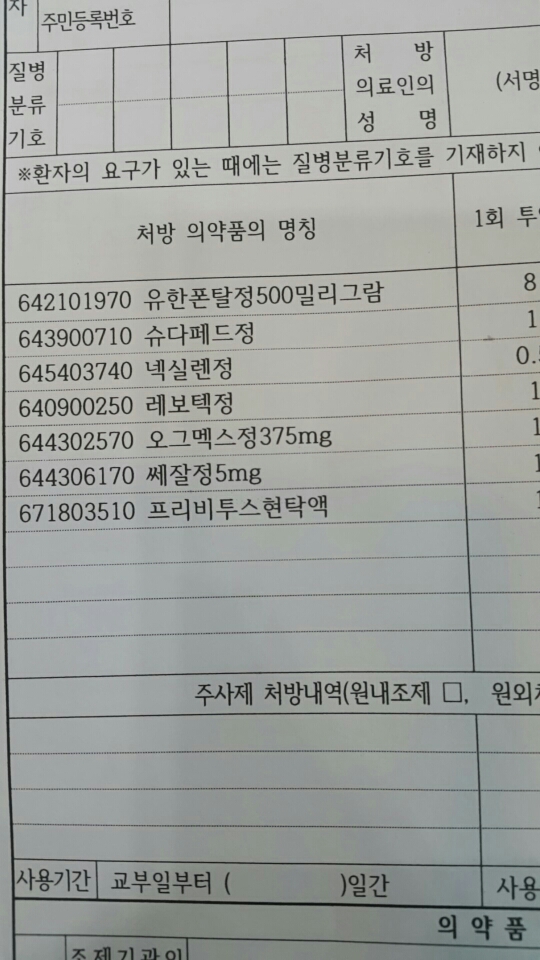 자
주민등록번호
질병
분류
기호
처 방
의료인의
성 명
(서명
※환자의 요구가 있는 때에는 질병분류기호를 기재하지
처방 의약품의 명칭
1회 투
642101970 유한폰탈정500밀리그람 8
643900710 슈다페드정 1
645403740 넥실렌정 0.5
640900250 레보텍정 1
644302570 오그멕스정375mg 1
644306170 쎄잘정5mg 1
671803510 프리비투스현탁액 1
주사제 처방내역(원내조제 □, 원외
사용기간 교부일부터 ( )일간 사용
의 약 품
조제기관의